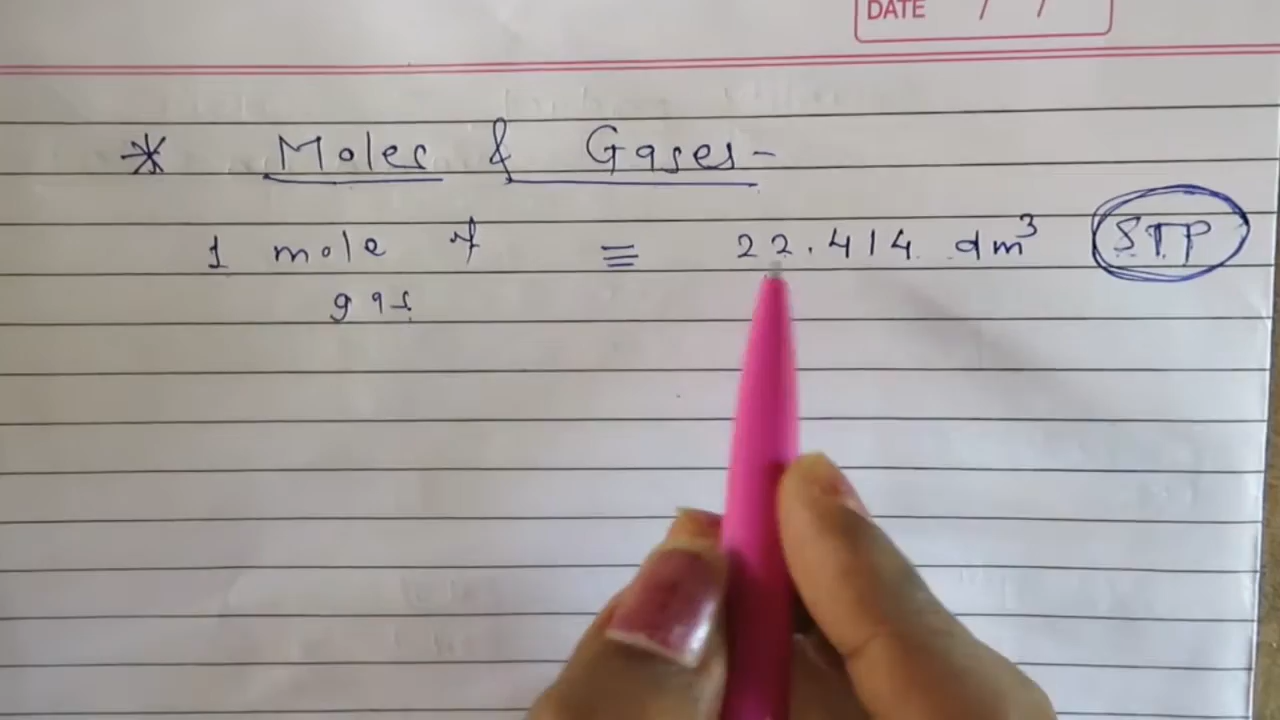 DATE / /
* Moles & Gases-
1 mole of ≡ 22.414 dm³ STP
gas